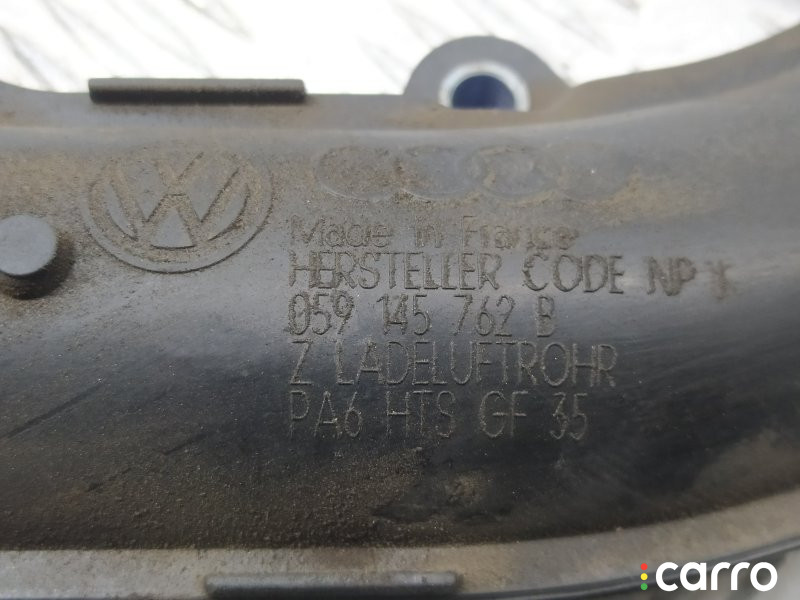 Made in France
HERSTELLER CODE NP
059 145 762 B
Z LADELUFTROHR
PA6 HTS GF 35
carro